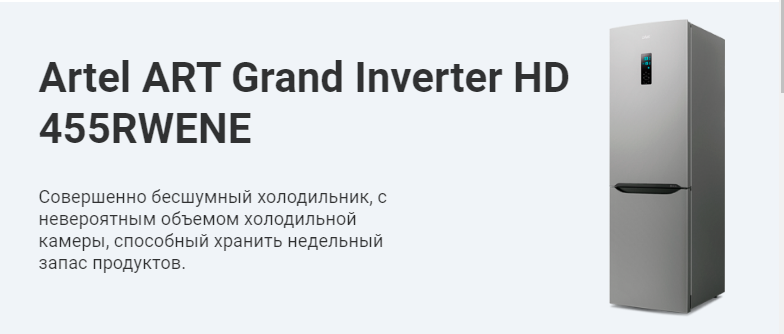 Artel ART Grand Inverter HD
455RWENE
Совершенно бесшумный холодильник, с
невероятным объемом холодильной
камеры, способный хранить недельный
запас продуктов.